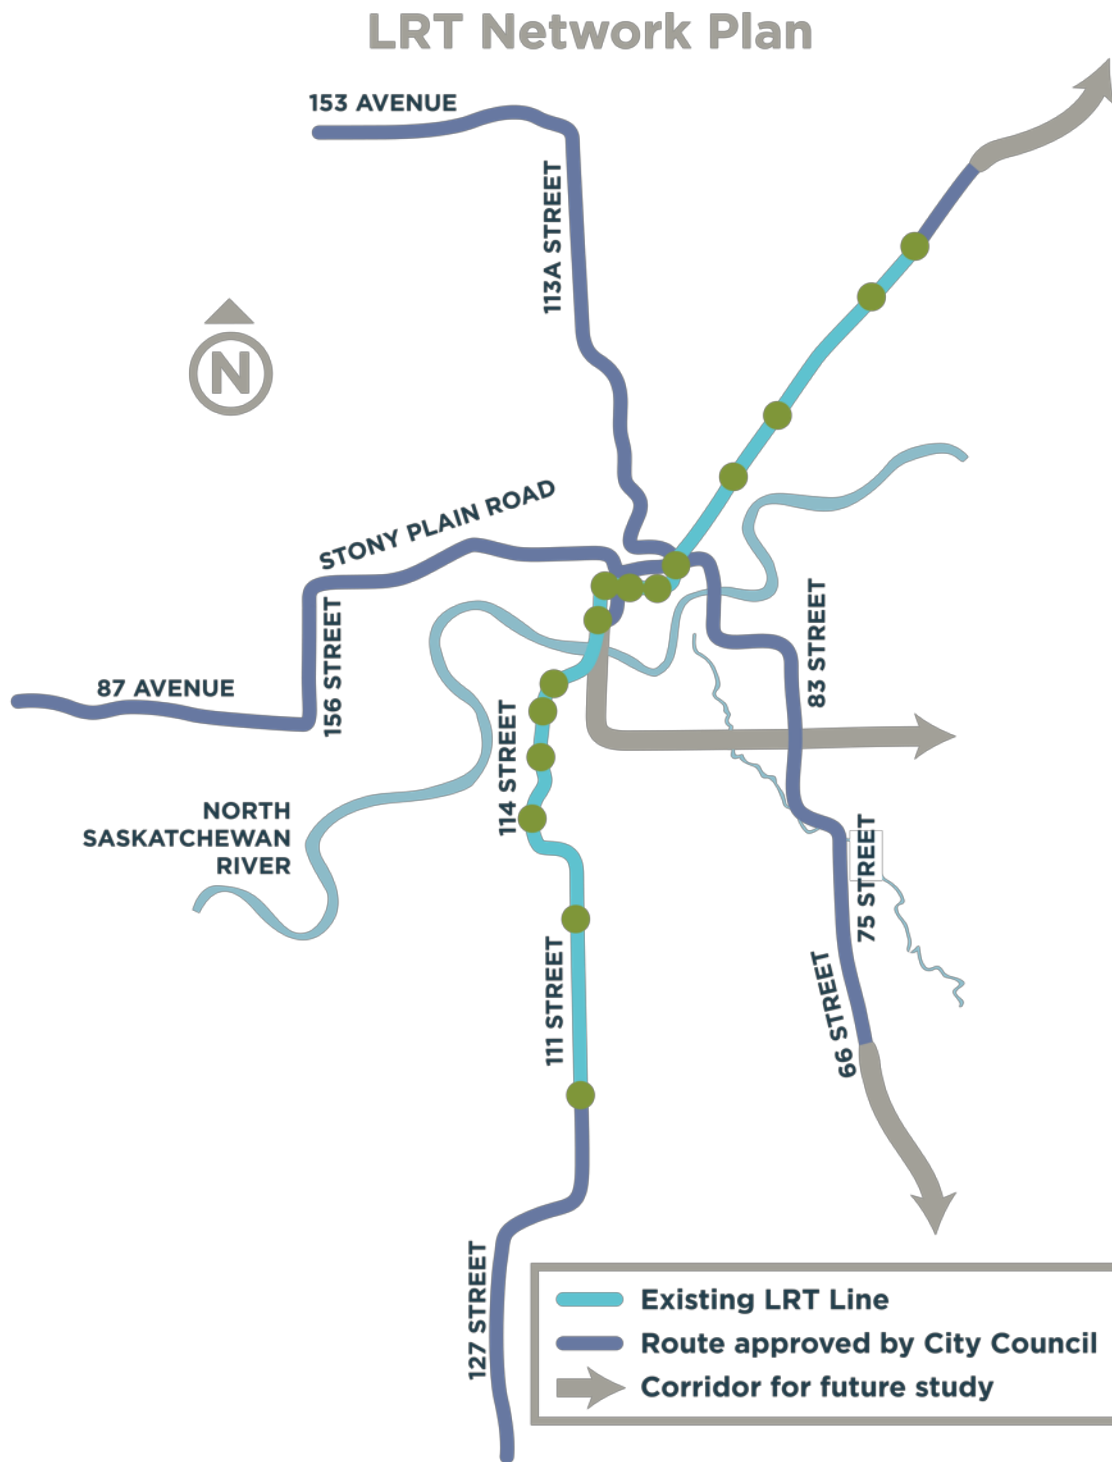 LRT Network Plan
153 AVENUE
113A STREET
N
STONY PLAIN ROAD
156 STREET
87 AVENUE
83 STREET
114 STREET
NORTH
SASKATCHEWAN
RIVER
75 STREET
111 STREET
66 STREET
127 STREET
Existing LRT Line
Route approved by City Council
Corridor for future study